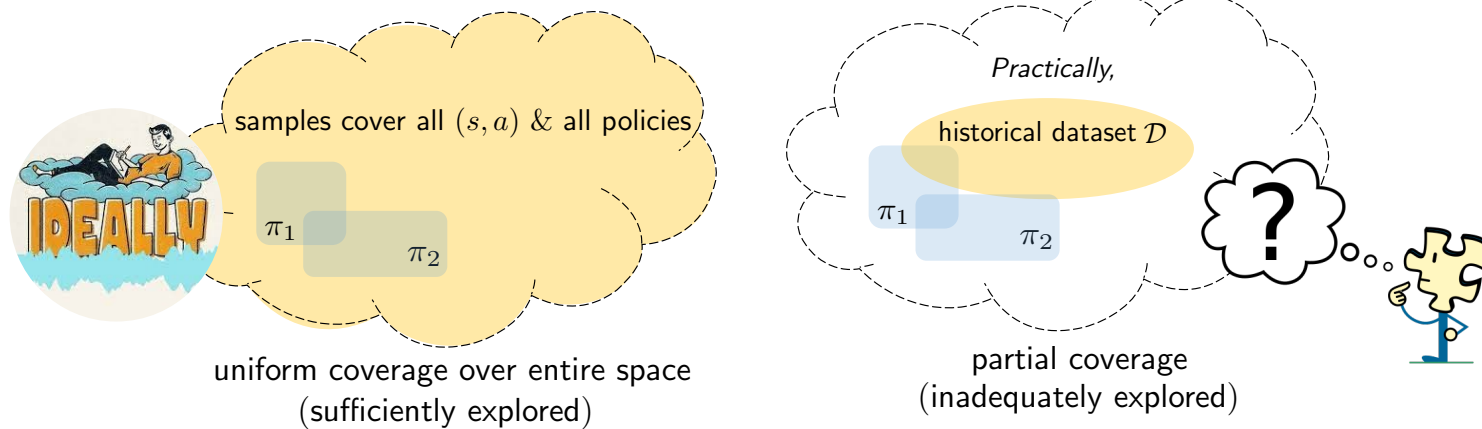 IDEALLY
samples cover all (s, a) & all policies
π₁
π₂
uniform coverage over entire space
(sufficiently explored)
Practically,
historical dataset 𝒟
π₁
π₂
?
partial coverage
(inadequately explored)